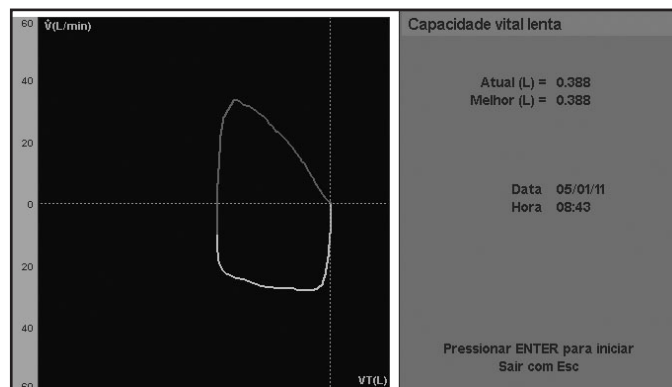 60
V̇(L/min)
40
20
0
20
40
60
VT(L)
Capacidade vital lenta
Atual (L) = 0.388
Melhor (L) = 0.388
Data 05/01/11
Hora 08:43
Pressionar ENTER para iniciar
Sair com Esc